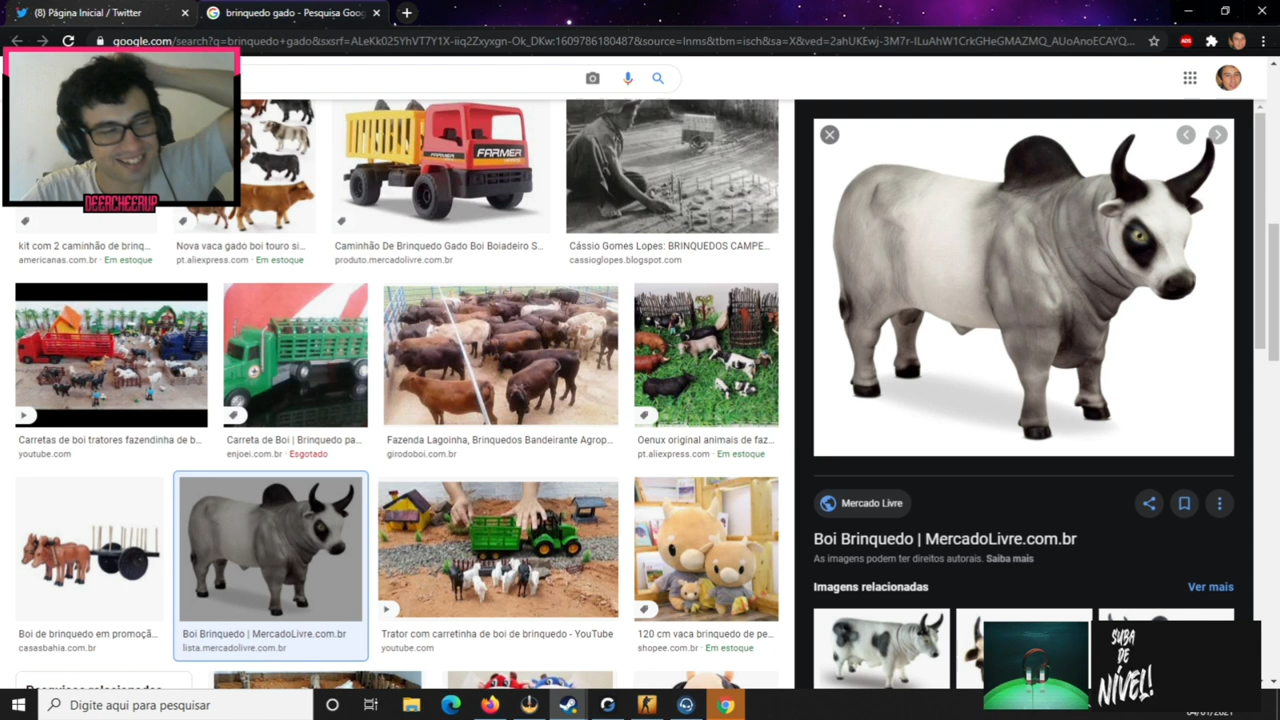 (8) Página Inicial / Twitter
brinquedo gado - Pesquisa Goog
google.com/search?q=brinquedo+gado&sxsrf=ALeKk025YhVT7Y1X-iiq2Zxyxgn-Ok_DKw:1609786180487&source=lnms&tbm=isch&sa=X&ved=2ahUKEwj-3M7r-ILuAhW1CrkGHeGMAZMQ_AUoAnoECAYQ...
DEERCHEERUP
FARMER
FARMER
kit com 2 caminhão de brinq...
americanas.com.br · Em estoque
Nova vaca gado boi touro si...
pt.aliexpress.com · Em estoque
Caminhão De Brinquedo Gado Boi Boiadeiro S...
produto.mercadolivre.com.br
Cássio Gomes Lopes: BRINQUEDOS CAMPE...
cassioglopes.blogspot.com
Carretas de boi tratores fazendinha de b...
youtube.com
Carreta de Boi | Brinquedo pa...
enjoei.com.br · Esgotado
Fazenda Lagoinha, Brinquedos Bandeirante Agrop...
girodoboi.com.br
Oenux original animais de faz...
pt.aliexpress.com · Em estoque
Boi de brinquedo em promoçã...
casasbahia.com.br
Boi Brinquedo | MercadoLivre.com.br
lista.mercadolivre.com.br
Trator com carretinha de boi de brinquedo - YouTube
youtube.com
120 cm vaca brinquedo de pe...
shopee.com.br · Em estoque
Mercado Livre
Boi Brinquedo | MercadoLivre.com.br
As imagens podem ter direitos autorais. Saiba mais
Imagens relacionadas
Ver mais
SUBA
DE
NÍVEL!
Digite aqui para pesquisar
04/01/2021